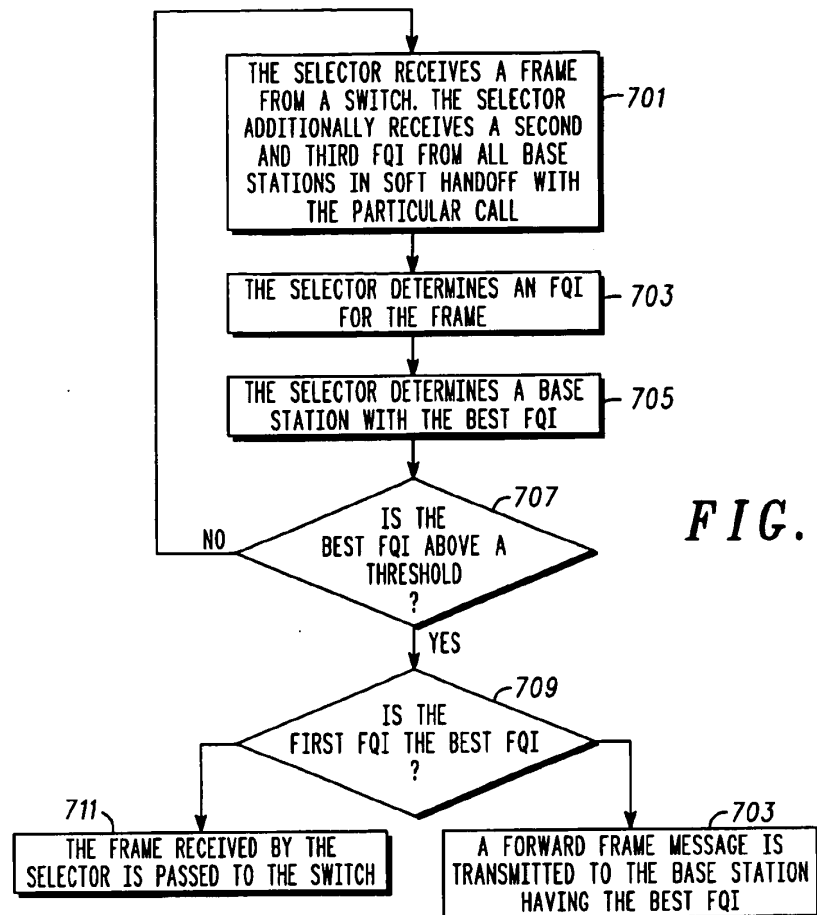 THE SELECTOR RECEIVES A FRAME
FROM A SWITCH. THE SELECTOR
ADDITIONALLY RECEIVES A SECOND
AND THIRD FQI FROM ALL BASE
STATIONS IN SOFT HANDOFF WITH
THE PARTICULAR CALL
701
THE SELECTOR DETERMINES AN FQI
FOR THE FRAME
703
THE SELECTOR DETERMINES A BASE
STATION WITH THE BEST FQI
705
707
IS THE
BEST FQI ABOVE A
THRESHOLD
?
NO
FIG.
YES
709
IS THE
FIRST FQI THE BEST FQI
?
711
THE FRAME RECEIVED BY THE
SELECTOR IS PASSED TO THE SWITCH
703
A FORWARD FRAME MESSAGE IS
TRANSMITTED TO THE BASE STATION
HAVING THE BEST FQI